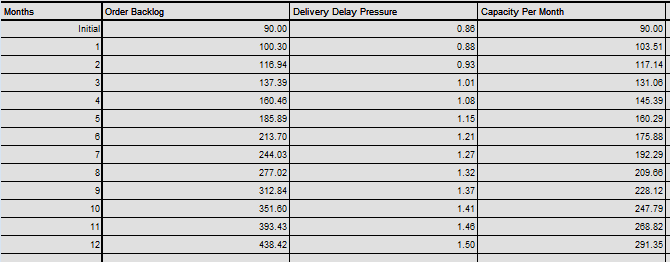 Months Order Backlog Delivery Delay Pressure Capacity Per Month
Initial 90.00 0.86 90.00
1 100.30 0.88 103.51
2 116.94 0.93 117.14
3 137.39 1.01 131.06
4 160.46 1.08 145.39
5 185.89 1.15 160.29
6 213.70 1.21 175.88
7 244.03 1.27 192.29
8 277.02 1.32 209.66
9 312.84 1.37 228.12
10 351.60 1.41 247.79
11 393.43 1.46 268.82
12 438.42 1.50 291.35